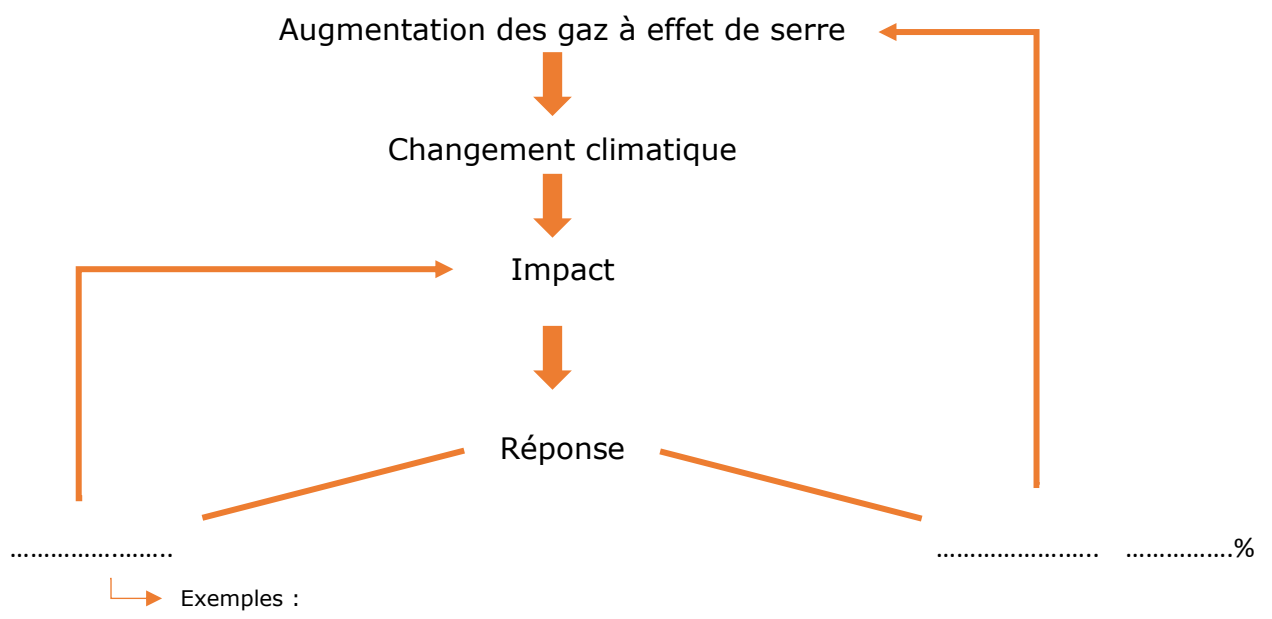 Augmentation des gaz à effet de serre
Changement climatique
Impact
Réponse
......................
...................... ................%
Exemples :